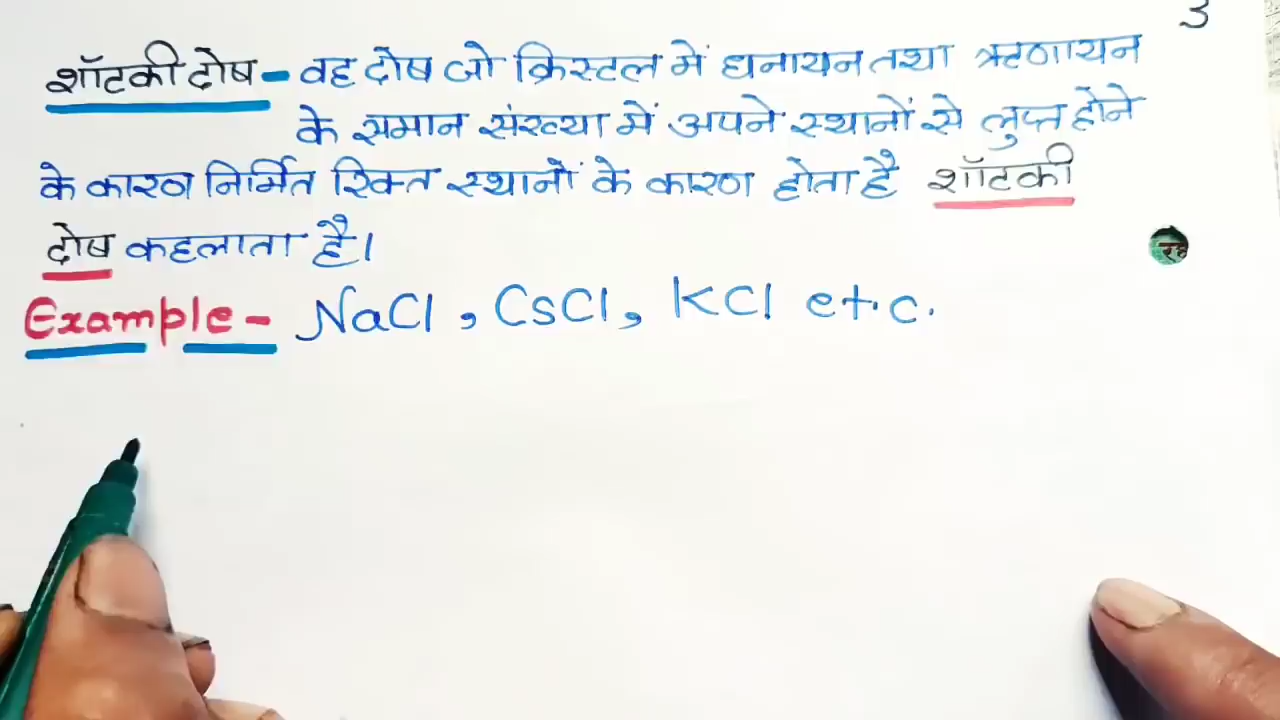 3
शॉटकी दोष - वह दोष जो क्रिस्टल में धनायन तथा ऋणायन
के समान संख्या में अपने स्थानों से लुप्त होने
के कारण निर्मित रिक्त स्थानों के कारण होता है शॉटकी
दोष कहलाता है।
Example - NaCl, CsCl, KCl et.c.